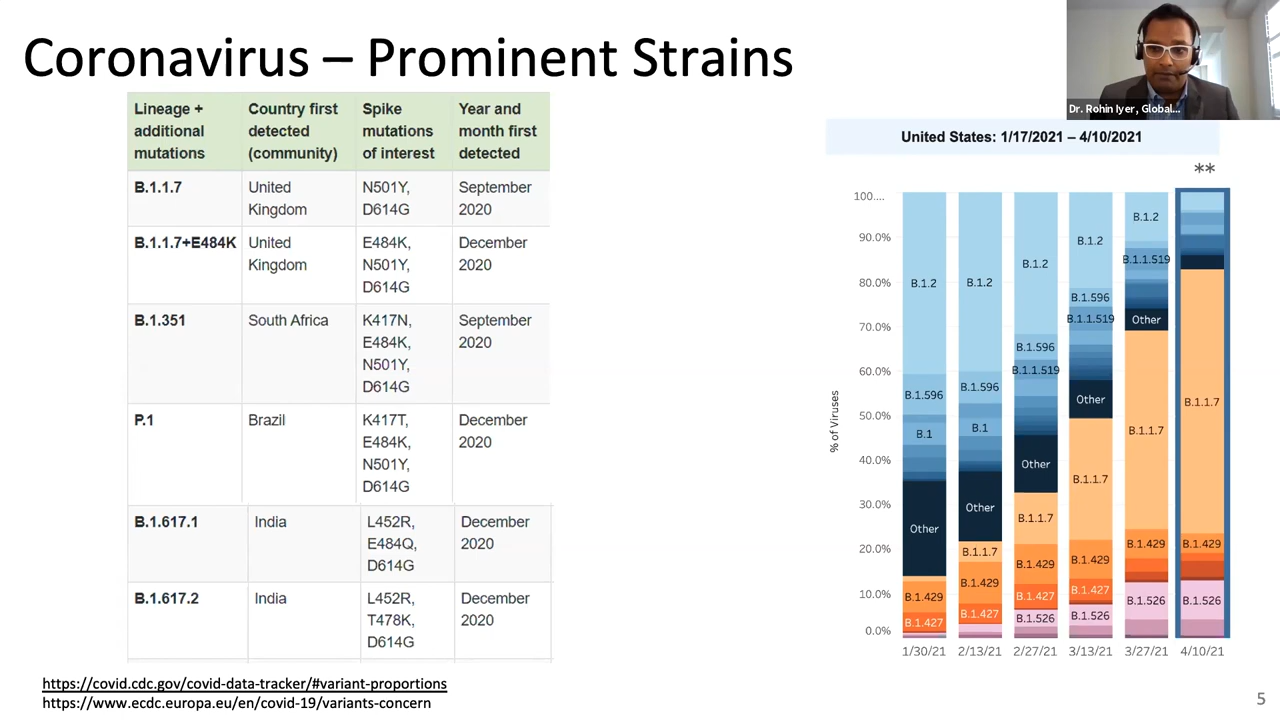 Coronavirus – Prominent Strains
Dr. Rohin Iyer, Global...
Lineage +
additional
mutations
Country first
detected
(community)
Spike
mutations
of interest
Year and
month first
detected
B.1.1.7
United
Kingdom
N501Y,
D614G
September
2020
B.1.1.7+E484K
United
Kingdom
E484K,
N501Y,
D614G
December
2020
B.1.351
South Africa
K417N,
E484K,
N501Y,
D614G
September
2020
P.1
Brazil
K417T,
E484K,
N501Y,
D614G
December
2020
B.1.617.1
India
L452R,
E484Q,
D614G
December
2020
B.1.617.2
India
L452R,
T478K,
D614G
December
2020
United States: 1/17/2021 – 4/10/2021
**
% of Viruses
100....
90.0%
80.0%
70.0%
60.0%
50.0%
40.0%
30.0%
20.0%
10.0%
0.0%
B.1.2
B.1.596
B.1
Other
B.1.429
B.1.427
B.1.2
B.1.596
B.1
Other
B.1.1.7
B.1.429
B.1.427
B.1.2
B.1.596
B.1.1.519
Other
B.1.1.7
B.1.429
B.1.427
B.1.526
B.1.2
B.1.596
B.1.1.519
Other
B.1.1.7
B.1.429
B.1.427
B.1.526
B.1.2
B.1.1.519
Other
B.1.1.7
B.1.429
B.1.526
B.1.1.7
B.1.429
B.1.526
1/30/21 2/13/21 2/27/21 3/13/21 3/27/21 4/10/21
https://covid.cdc.gov/covid-data-tracker/#variant-proportions
https://www.ecdc.europa.eu/en/covid-19/variants-concern
5